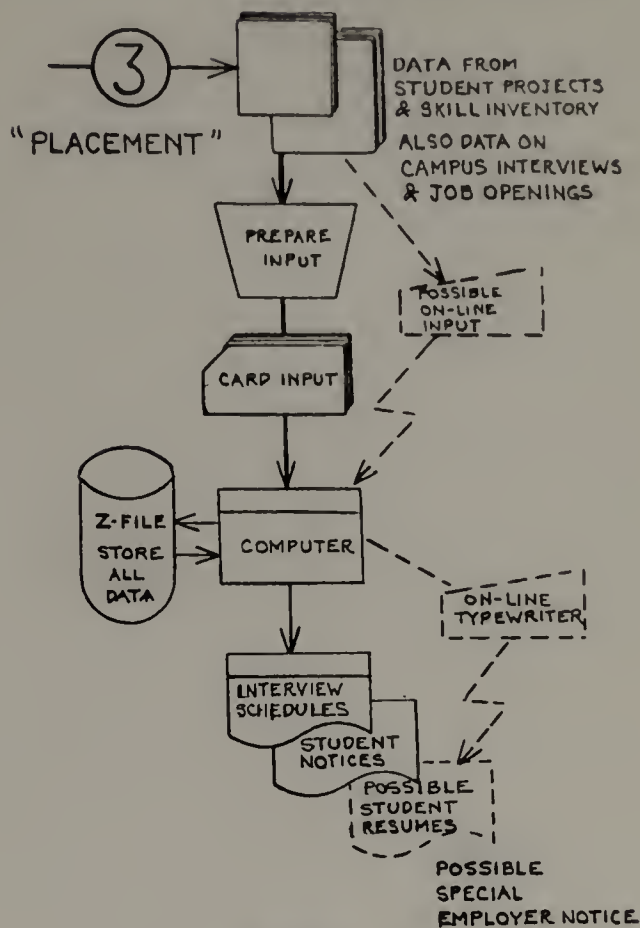 3
"PLACEMENT"
DATA FROM
STUDENT PROJECTS
& SKILL INVENTORY
ALSO DATA ON
CAMPUS INTERVIEWS
& JOB OPENINGS
PREPARE
INPUT
POSSIBLE
ON-LINE
INPUT
CARD INPUT
Z-FILE
STORE
ALL
DATA
COMPUTER
ON-LINE
TYPEWRITER
INTERVIEW
SCHEDULES
STUDENT
NOTICES
POSSIBLE
STUDENT
RESUMES
POSSIBLE
SPECIAL
EMPLOYER NOTICE